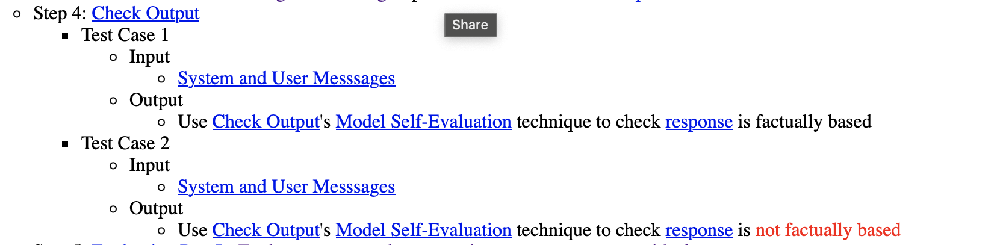 Step 4: Check Output
Share
Test Case 1
Input
System and User Messsages
Output
Use Check Output's Model Self-Evaluation technique to check response is factually based
Test Case 2
Input
System and User Messsages
Output
Use Check Output's Model Self-Evaluation technique to check response is not factually based